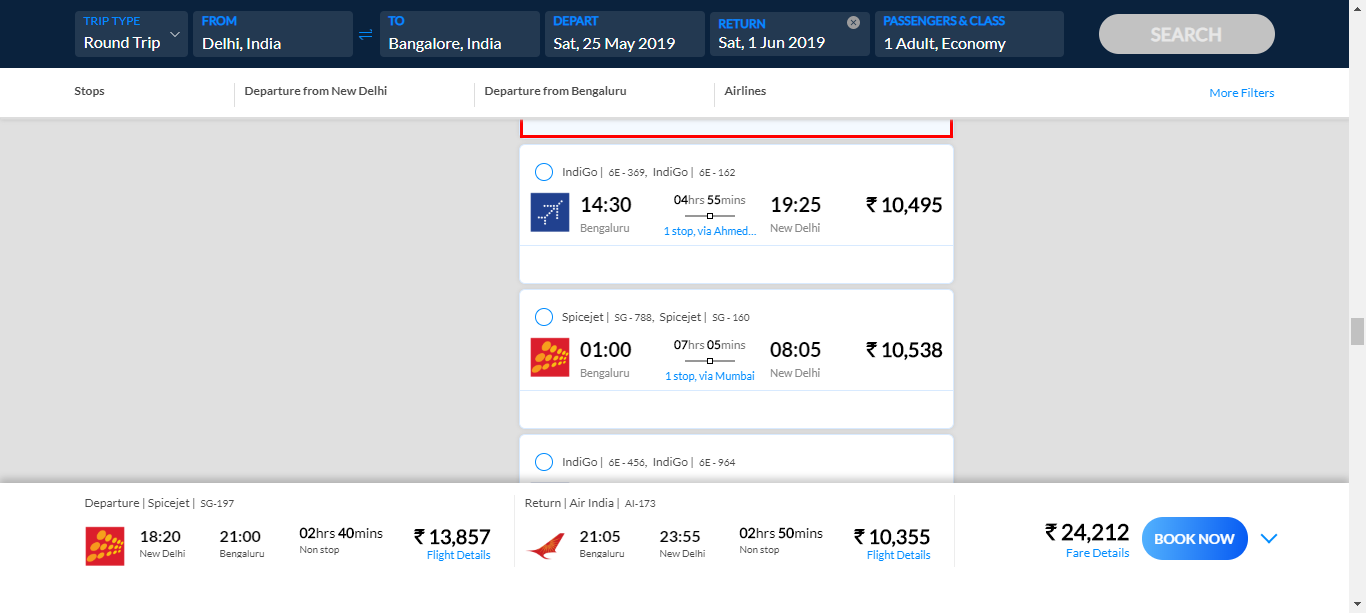 TRIP TYPE
Round Trip
FROM
Delhi, India
TO
Bangalore, India
DEPART
Sat, 25 May 2019
RETURN
Sat, 1 Jun 2019
PASSENGERS & CLASS
1 Adult, Economy
SEARCH
Stops
Departure from New Delhi
Departure from Bengaluru
Airlines
More Filters
IndiGo | 6E - 369, IndiGo | 6E - 162
14:30
Bengaluru
04hrs 55mins
1 stop, via Ahmed...
19:25
New Delhi
₹ 10,495
Spicejet | SG - 788, Spicejet | SG - 160
01:00
Bengaluru
07hrs 05mins
1 stop, via Mumbai
08:05
New Delhi
₹ 10,538
IndiGo | 6E - 456, IndiGo | 6E - 964
Departure | Spicejet | SG-197
18:20
New Delhi
21:00
Bengaluru
02hrs 40mins
Non stop
₹ 13,857
Flight Details
Return | Air India | AI-173
21:05
Bengaluru
23:55
New Delhi
02hrs 50mins
Non stop
₹ 10,355
Flight Details
₹ 24,212
Fare Details
BOOK NOW